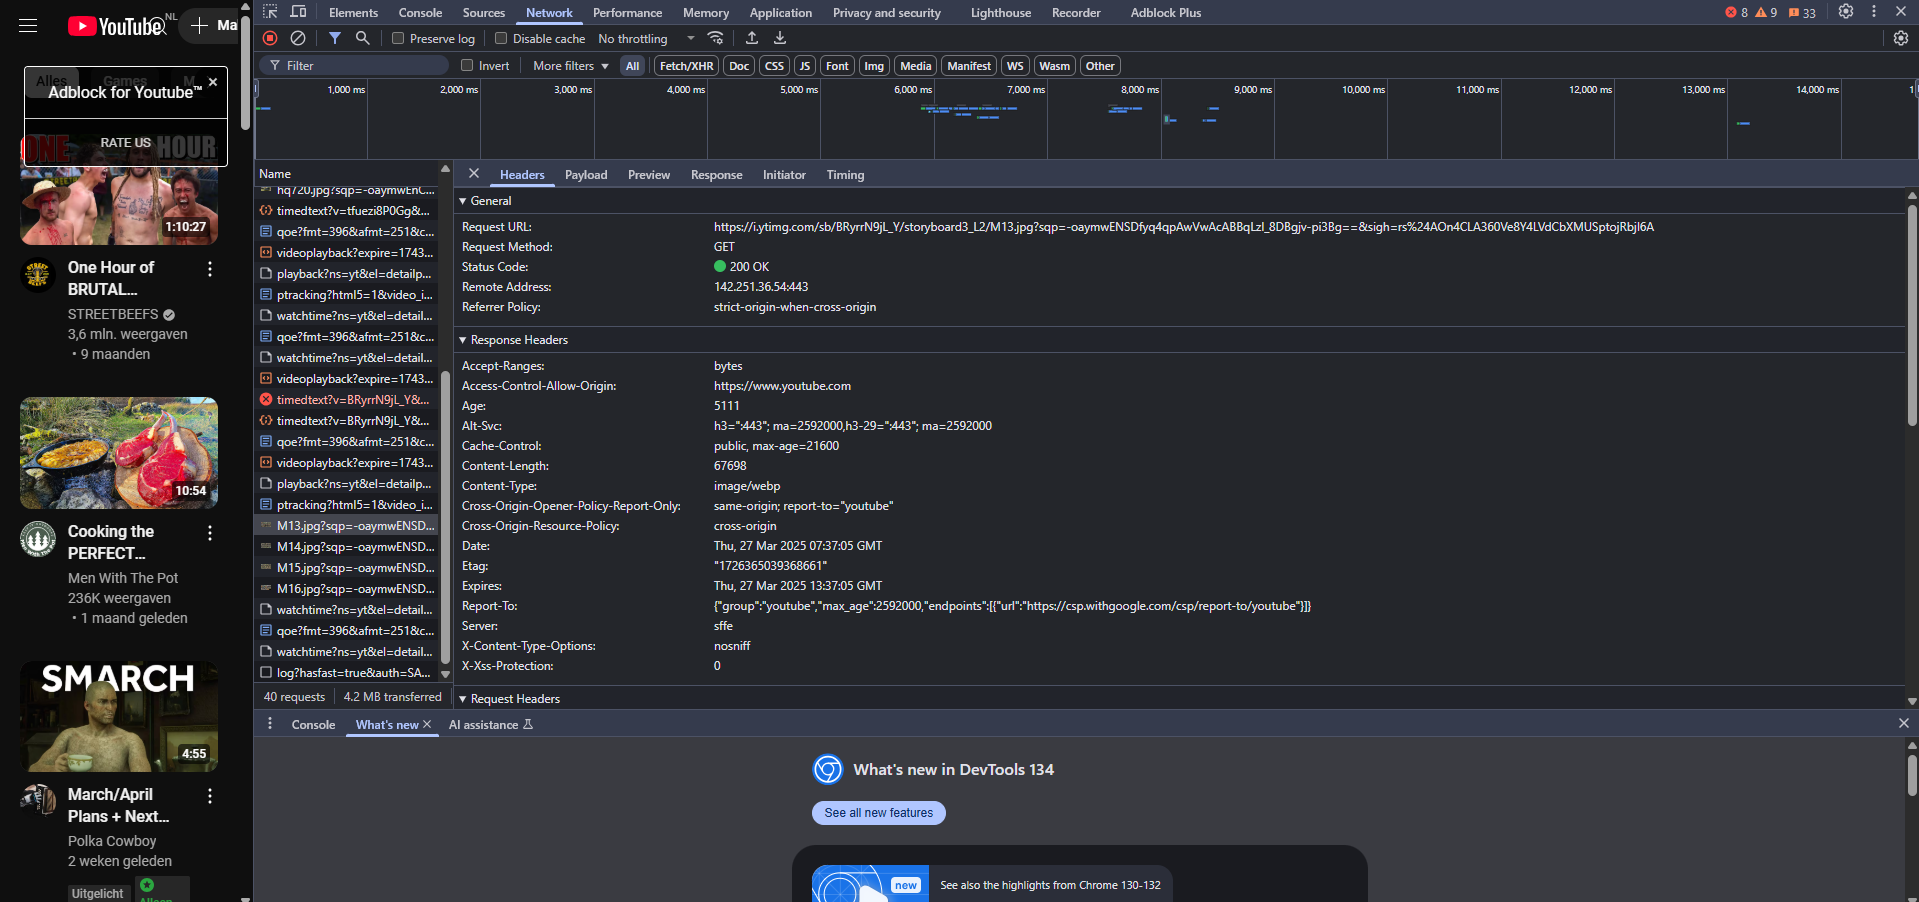 YouTube NL
Ma
Alles Games M
Adblock for Youtube™
RATE US
ONE HOUR
1:10:27
One Hour of
BRUTAL...
STREETBEEFS
3,6 mln. weergaven
• 9 maanden
10:54
Cooking the
PERFECT...
Men With The Pot
236K weergaven
• 1 maand geleden
SMARCH
4:55
March/April
Plans + Next...
Polka Cowboy
2 weken geleden
Uitgelicht
Alleen
Elements Console Sources Network Performance Memory Application Privacy and security Lighthouse Recorder Adblock Plus 8 9 33
Preserve log Disable cache No throttling
Filter Invert More filters All Fetch/XHR Doc CSS JS Font Img Media Manifest WS Wasm Other
1,000 ms 2,000 ms 3,000 ms 4,000 ms 5,000 ms 6,000 ms 7,000 ms 8,000 ms 9,000 ms 10,000 ms 11,000 ms 12,000 ms 13,000 ms 14,000 ms 1
Name
hq720.jpg?sqp=-oaymwEnC...
timedtext?v=tfuezi8P0Gg&...
qoe?fmt=396&afmt=251&c...
videoplayback?expire=1743...
playback?ns=yt&el=detailp...
ptracking?html5=1&video_i...
watchtime?ns=yt&el=detail...
qoe?fmt=396&afmt=251&c...
watchtime?ns=yt&el=detail...
videoplayback?expire=1743...
timedtext?v=BRyrrN9jL_Y&...
timedtext?v=BRyrrN9jL_Y&...
qoe?fmt=396&afmt=251&c...
videoplayback?expire=1743...
playback?ns=yt&el=detailp...
ptracking?html5=1&video_i...
M13.jpg?sqp=-oaymwENSD...
M14.jpg?sqp=-oaymwENSD...
M15.jpg?sqp=-oaymwENSD...
M16.jpg?sqp=-oaymwENSD...
watchtime?ns=yt&el=detail...
qoe?fmt=396&afmt=251&c...
watchtime?ns=yt&el=detail...
log?hasfast=true&auth=SA...
40 requests 4.2 MB transferred
Headers Payload Preview Response Initiator Timing
General
Request URL: https://i.ytimg.com/sb/BRyrrN9jL_Y/storyboard3_L2/M13.jpg?sqp=-oaymwENSDfyq4qpAwVwAcABBqLzl_8DBgjv-pi3Bg==&sigh=rs%24AOn4CLA360Ve8Y4LVdCbXMUSptojRbjI6A
Request Method: GET
Status Code: 200 OK
Remote Address: 142.251.36.54:443
Referrer Policy: strict-origin-when-cross-origin
Response Headers
Accept-Ranges: bytes
Access-Control-Allow-Origin: https://www.youtube.com
Age: 5111
Alt-Svc: h3=":443"; ma=2592000,h3-29=":443"; ma=2592000
Cache-Control: public, max-age=21600
Content-Length: 67698
Content-Type: image/webp
Cross-Origin-Opener-Policy-Report-Only: same-origin; report-to="youtube"
Cross-Origin-Resource-Policy: cross-origin
Date: Thu, 27 Mar 2025 07:37:05 GMT
Etag: "1726365039368661"
Expires: Thu, 27 Mar 2025 13:37:05 GMT
Report-To: {"group":"youtube","max_age":2592000,"endpoints":[{"url":"https://csp.withgoogle.com/csp/report-to/youtube"}]}
Server: sffe
X-Content-Type-Options: nosniff
X-Xss-Protection: 0
Request Headers
Console What's new AI assistance
What's new in DevTools 134
See all new features
new See also the highlights from Chrome 130-132